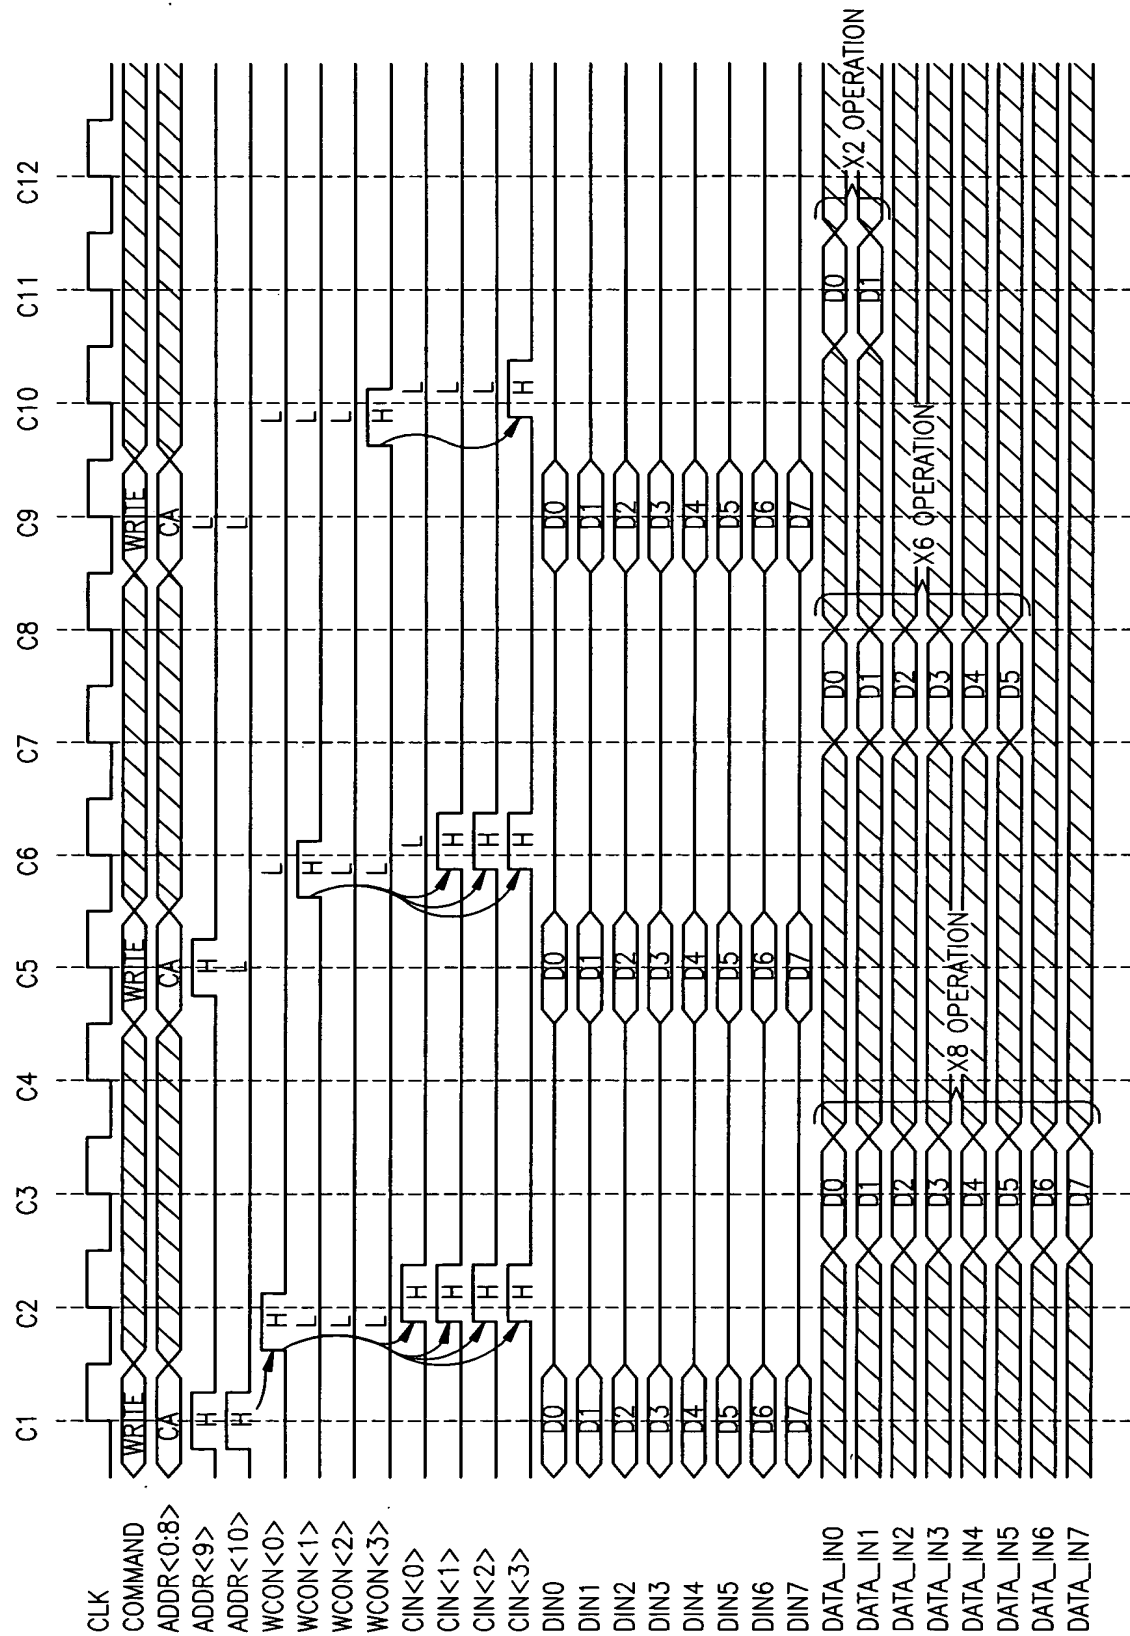 C1 C2 C3 C4 C5 C6 C7 C8 C9 C10 C11 C12
CLK
COMMAND WRITE WRITE WRITE
ADDR<0:8> CA CA CA
ADDR<9> H H L
ADDR<10> H L L
WCON<0> H L L
WCON<1> L H L
WCON<2> L L L
WCON<3> L L H
CIN<0> H L L
CIN<1> H H L
CIN<2> H H L
CIN<3> H H H
DIN0 D0 D0 D0
DIN1 D1 D1 D1
DIN2 D2 D2 D2
DIN3 D3 D3 D3
DIN4 D4 D4 D4
DIN5 D5 D5 D5
DIN6 D6 D6 D6
DIN7 D7 D7 D7
DATA_IN0 D0 D0 D0
DATA_IN1 D1 D1 D1
DATA_IN2 D2 D2
DATA_IN3 D3 D3
DATA_IN4 D4 D4
DATA_IN5 D5 D5
DATA_IN6 D6
DATA_IN7 D7
X8 OPERATION
X6 OPERATION
X2 OPERATION